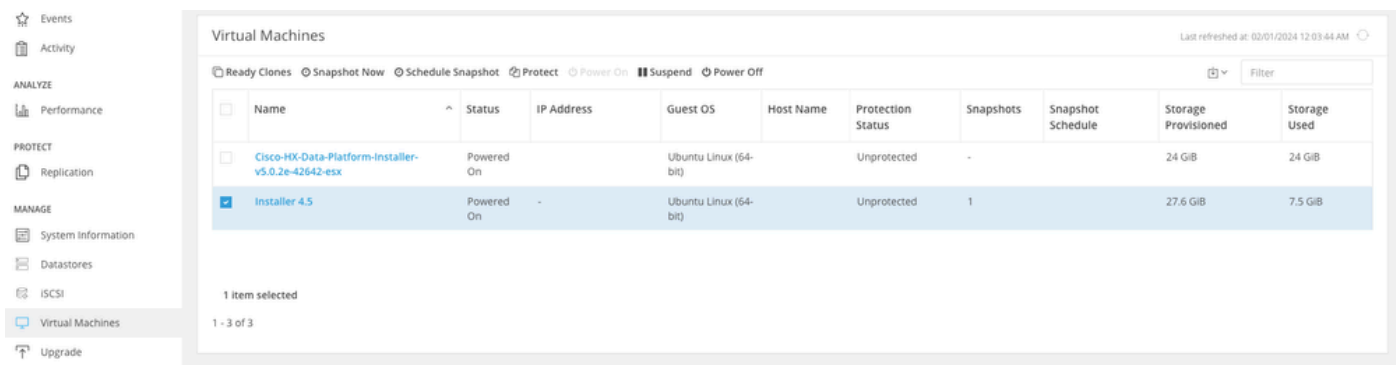 Events
Activity
ANALYZE
Performance
PROTECT
Replication
MANAGE
System Information
Datastores
iSCSI
Virtual Machines
Upgrade
Virtual Machines
Last refreshed at: 02/01/2024 12:03:44 AM
Ready Clones Snapshot Now Schedule Snapshot Protect Power On Suspend Power Off
Filter
Name Status IP Address Guest OS Host Name Protection Status Snapshots Snapshot Schedule Storage Provisioned Storage Used
Cisco-HX-Data-Platform-Installer- Powered Ubuntu Linux (64- Unprotected - 24 GiB 24 GiB
v5.0.2e-42642-esx On bit)
Installer 4.5 Powered - Ubuntu Linux (64- Unprotected 1 27.6 GiB 7.5 GiB
On bit)
1 item selected
1 - 3 of 3